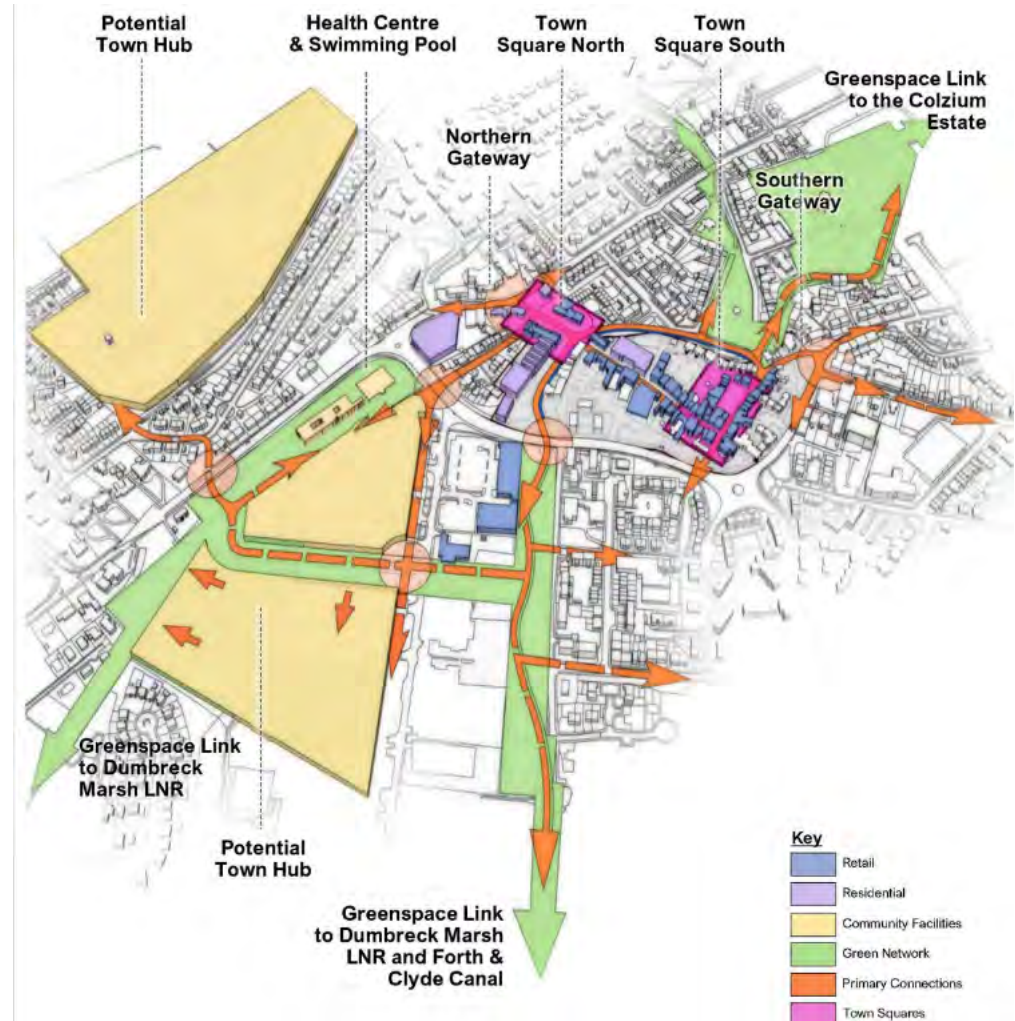 Potential
Town Hub
Health Centre
& Swimming Pool
Town
Square North
Town
Square South
Greenspace Link
to the Colzium
Estate
Northern
Gateway
Southern
Gateway
Greenspace Link
to Dumbreck
Marsh LNR
Potential
Town Hub
Greenspace Link
to Dumbreck Marsh
LNR and Forth &
Clyde Canal
Key
Retail
Residential
Community Facilities
Green Network
Primary Connections
Town Squares